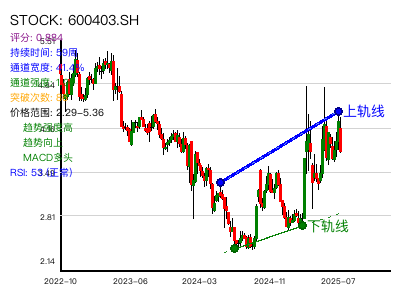 STOCK: 600403.SH
评分: 0.884
持续时间: 59周
通道宽度: 41.4%
通道强度:
突破次数:
价格范围: 2.29-5.36
趋势强度高
趋势向上
MACD多头
RSI: 53.4(正常)
上轨线
下轨线
2.81
2.14
2022-10
2023-06
2024-03
2024-11
2025-07